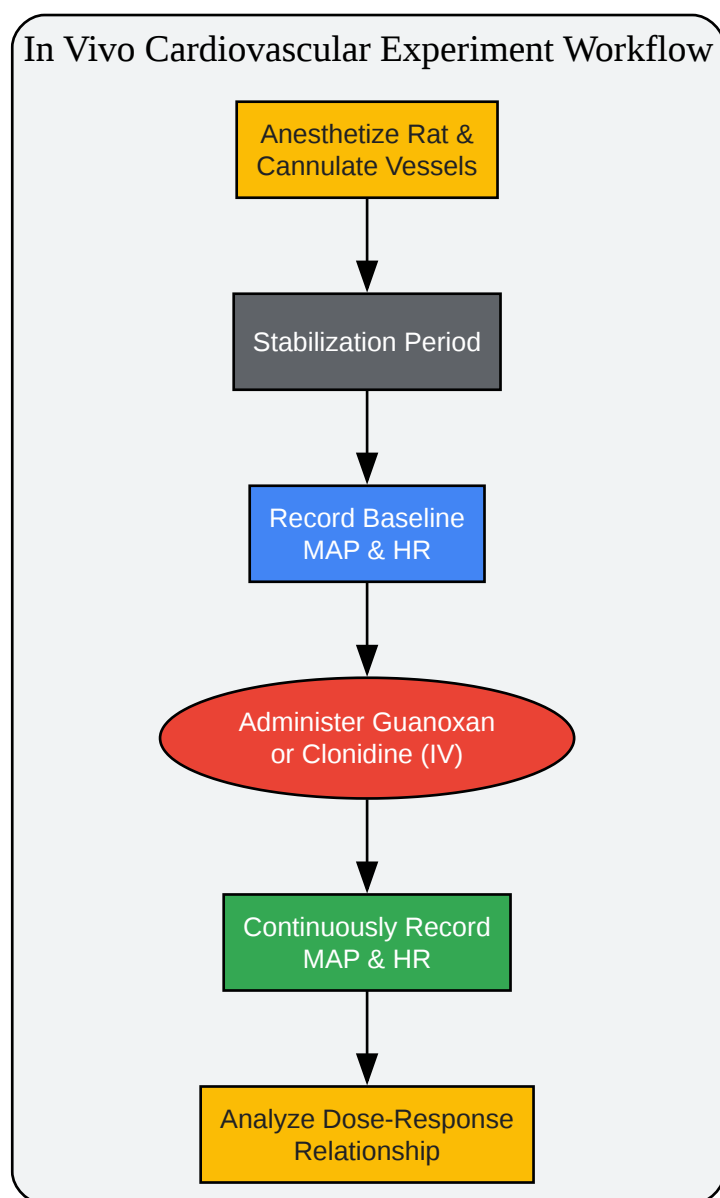 In Vivo Cardiovascular Experiment Workflow
Anesthetize Rat &
Cannulate Vessels
Stabilization Period
Record Baseline
MAP & HR
Administer Guanoxan
or Clonidine (IV)
Continuously Record
MAP & HR
Analyze Dose-Response
Relationship